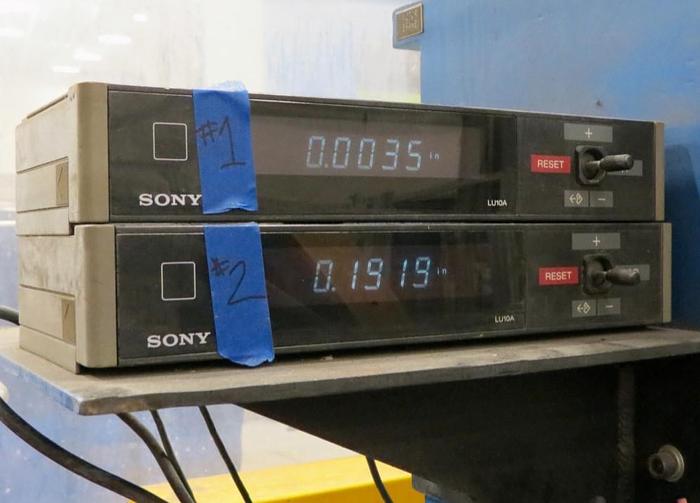 #1
0.0035 in
+
RESET
SONY
LU10A
−
#2
0.1919 in
+
RESET
SONY
LU10A
−